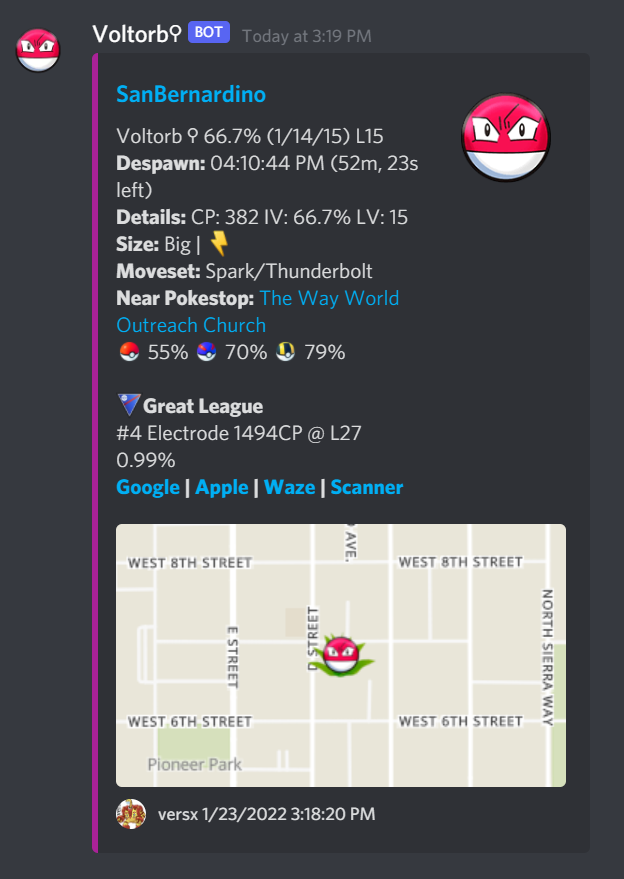 Voltorb⚲ BOT Today at 3:19 PM
SanBernardino
Voltorb ⚲ 66.7% (1/14/15) L15
Despawn: 04:10:44 PM (52m, 23s
left)
Details: CP: 382 IV: 66.7% LV: 15
Size: Big |
Moveset: Spark/Thunderbolt
Near Pokestop: The Way World
Outreach Church
55% 70% 79%
Great League
#4 Electrode 1494CP @ L27
0.99%
Google | Apple | Waze | Scanner
AVE.
WEST 8TH STREET
WEST 8TH STREET
E STREET
D STREET
NORTH SIERRA WAY
WEST 6TH STREET
WEST 6TH STREET
Pioneer Park
versx 1/23/2022 3:18:20 PM